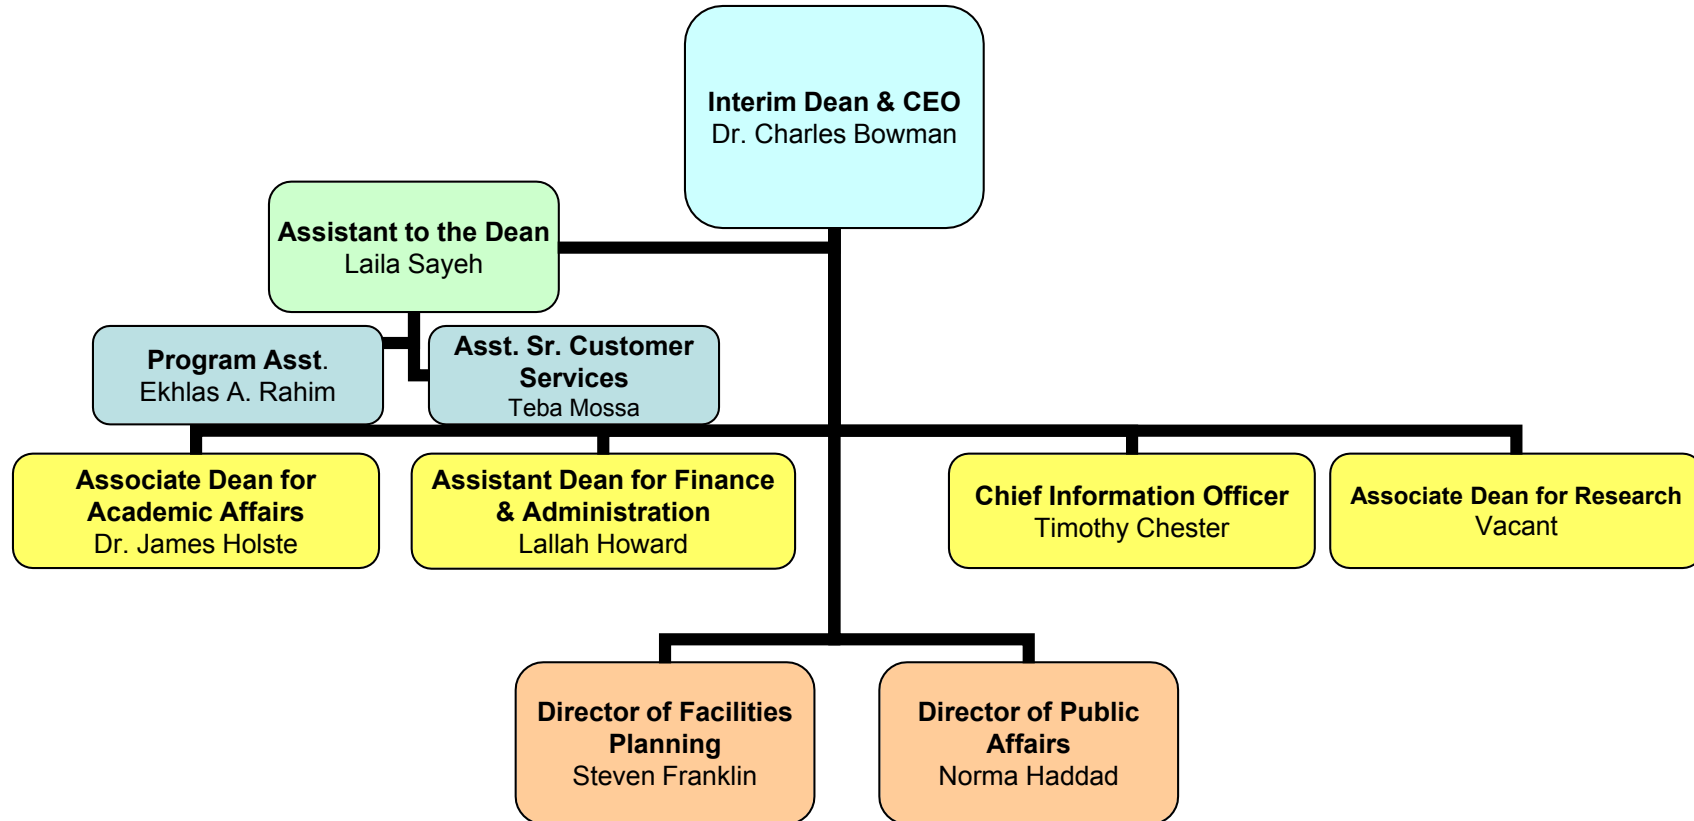 Interim Dean & CEO
Dr. Charles Bowman
Assistant to the Dean
Laila Sayeh
Program Asst.
Ekhlas A. Rahim
Asst. Sr. Customer
Services
Teba Mossa
Associate Dean for
Academic Affairs
Dr. James Holste
Assistant Dean for Finance
& Administration
Lallah Howard
Chief Information Officer
Timothy Chester
Associate Dean for Research
Vacant
Director of Facilities
Planning
Steven Franklin
Director of Public
Affairs
Norma Haddad